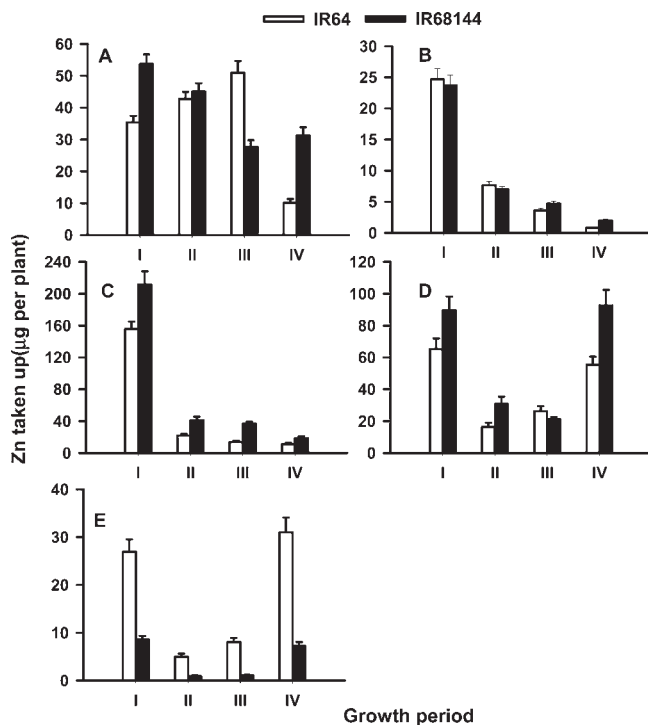 IR64 IR68144
A
60
50
40
30
20
10
0
I II III IV
B
30
25
20
15
10
5
0
I II III IV
C
240
200
160
120
80
40
0
I II III IV
D
120
100
80
60
40
20
0
I II III IV
E
40
30
20
10
0
I II III IV
Zn taken up(μg per plant)
Growth period